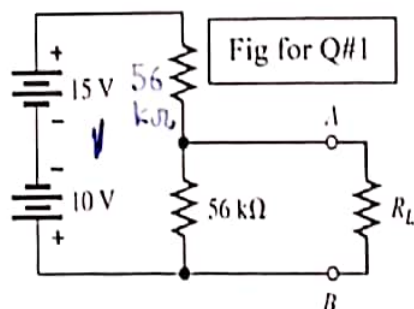 Fig for Q#1
+
15 V
56
kΩ
-
-
10 V
+
56 kΩ
A
R_L
B